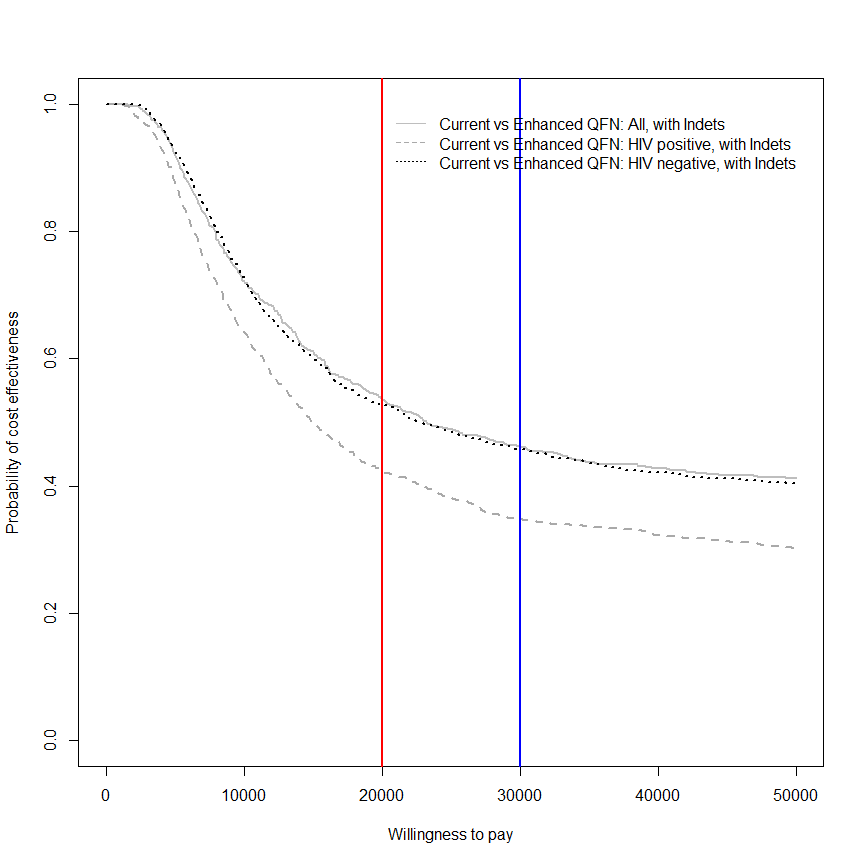 Current vs Enhanced QFN: All, with Indets
Current vs Enhanced QFN: HIV positive, with Indets
Current vs Enhanced QFN: HIV negative, with Indets
Probability of cost effectiveness
1.0
0.8
0.6
0.4
0.2
0.0
0 10000 20000 30000 40000 50000
Willingness to pay